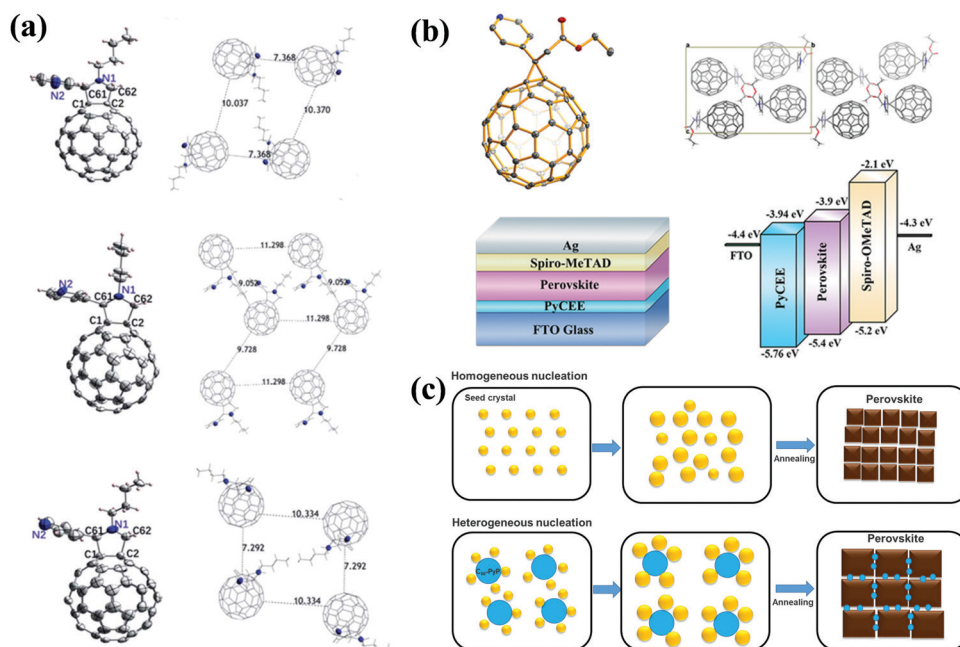 (a)
N1
N2
C61
C62
C1
C2
7.368
10.037
10.370
7.368
N2
N1
C61
C62
C1
C2
11.298
9.052
9.052
11.298
9.728
9.728
11.298
N1
N2
C61
C62
C1
C2
10.334
7.292
7.292
10.334
(b)
a
b
c
Ag
Spiro-MeTAD
Perovskite
PyCEE
FTO Glass
-2.1 eV
-3.94 eV
-3.9 eV
-4.4 eV
-4.3 eV
FTO
Ag
PyCEE
Perovskite
Spiro-OMeTAD
-5.2 eV
-5.4 eV
-5.76 eV
(c)
Homogeneous nucleation
Seed crystal
Annealing
Perovskite
Heterogeneous nucleation
Annealing
Perovskite